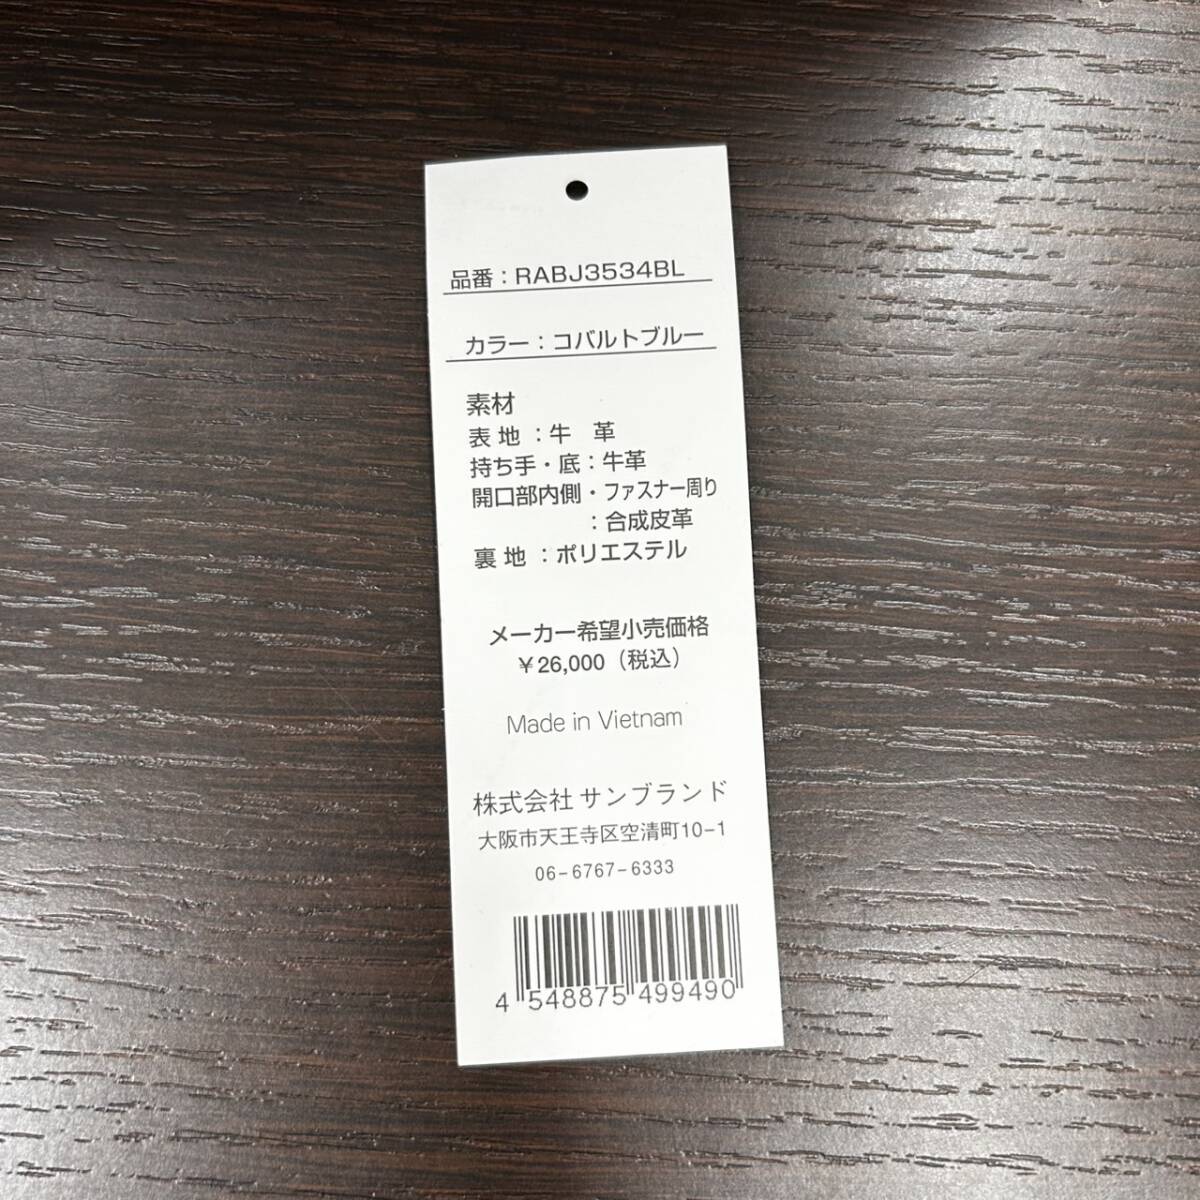 品番：RABJ3534BL
カラー：コバルトブルー
素材
表 地 ：牛　革
持ち手・底：牛革
開口部内側・ファスナー周り
：合成皮革
裏 地 ：ポリエステル
メーカー希望小売価格
￥26,000（税込）
Made in Vietnam
株式会社 サンブランド
大阪市天王寺区空清町10-1
06-6767-6333
4 548875 499490